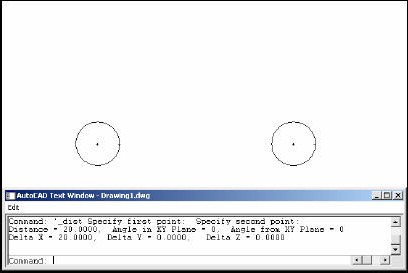 AutoCAD Text Window - Drawing1.dwg
Edit
Command: '_dist Specify first point: Specify second point:
Distance = 20.0000, Angle in XY Plane = 0, Angle from XY Plane = 0
Delta X = 20.0000, Delta Y = 0.0000, Delta Z = 0.0000
Command: